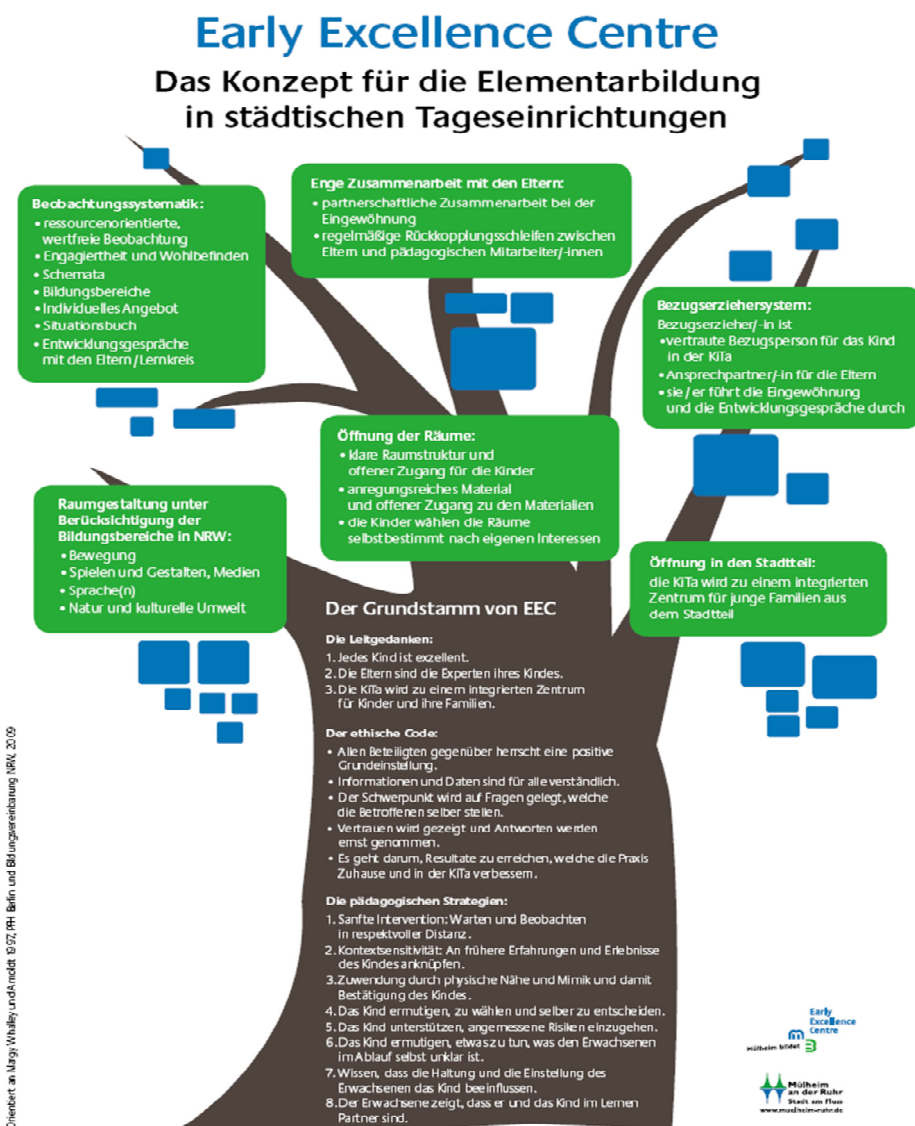 Early Excellence Centre
Das Konzept für die Elementarbildung
in städtischen Tageseinrichtungen
Beobachtungssystematik:
• ressourcenorientierte,
wertfreie Beobachtung
• Engagiertheit und Wohlbefinden
• Schemata
• Bildungsbereiche
• Individuelles Angebot
• Situationsbuch
• Entwicklungsgespräche
mit den Eltern/Lernkreis
Enge Zusammenarbeit mit den Eltern:
• partnerschaftliche Zusammenarbeit bei der
Eingewöhnung
• regelmäßige Rückkopplungsschleifen zwischen
Eltern und pädagogischen Mitarbeiter/-innen
Bezugserziehersystem:
Bezugserzieher/-in ist
• vertraute Bezugsperson für das Kind
in der KiTa
• Ansprechpartner/-in für die Eltern
• sie/er führt die Eingewöhnung
und die Entwicklungsgespräche durch
Öffnung der Räume:
• klare Raumstruktur und
offener Zugang für die Kinder
• anregungsreiches Material
und offener Zugang zu den Materialien
• die Kinder wählen die Räume
selbstbestimmt nach eigenen Interessen
Raumgestaltung unter
Berücksichtigung der
Bildungsbereiche in NRW:
• Bewegung
• Spielen und Gestalten, Medien
• Sprache(n)
• Natur und kulturelle Umwelt
Öffnung in den Stadtteil:
die KiTa wird zu einem integrierten
Zentrum für junge Familien aus
dem Stadtteil
Der Grundstamm von EEC
Die Leitgedanken:
1. Jedes Kind ist exzellent.
2. Die Eltern sind die Experten ihres Kindes.
3. Die KiTa wird zu einem integrierten Zentrum
für Kinder und ihre Familien.
Der ethische Code:
• Allen Beteiligten gegenüber herrscht eine positive
Grundeinstellung.
• Informationen und Daten sind für alle verständlich.
• Der Schwerpunkt wird auf Fragen gelegt, welche
die Betroffenen selber stellen.
• Vertrauen wird gezeigt und Antworten werden
ernst genommen.
• Es geht darum, Resultate zu erreichen, welche die Praxis
Zuhause und in der KiTa verbessern.
Die pädagogischen Strategien:
1. Sanfte Intervention: Warten und Beobachten
in respektvoller Distanz.
2. Kontextsensitivität: An frühere Erfahrungen und Erlebnisse
des Kindes anknüpfen.
3. Zuwendung durch physische Nähe und Mimik und damit
Bestätigung des Kindes.
4. Das Kind ermutigen, zu wählen und selber zu entscheiden.
5. Das Kind unterstützen, angemessene Risiken einzugehen.
6. Das Kind ermutigen, etwas zu tun, was den Erwachsenen
im Ablauf selbst unklar ist.
7. Wissen, dass die Haltung und die Einstellung des
Erwachsenen das Kind beeinflussen.
8. Der Erwachsene zeigt, dass er und das Kind im Lernen
Partner sind.
Orientiert an Margy Whalley und Arnoldt 1997, PFH Berlin und Bildungsvereinbarung NRW, 2009
Early
Excellence
Centre
Mülheim bildet
Mülheim
an der Ruhr
Stadt am Fluss
www.muelheim-ruhr.de